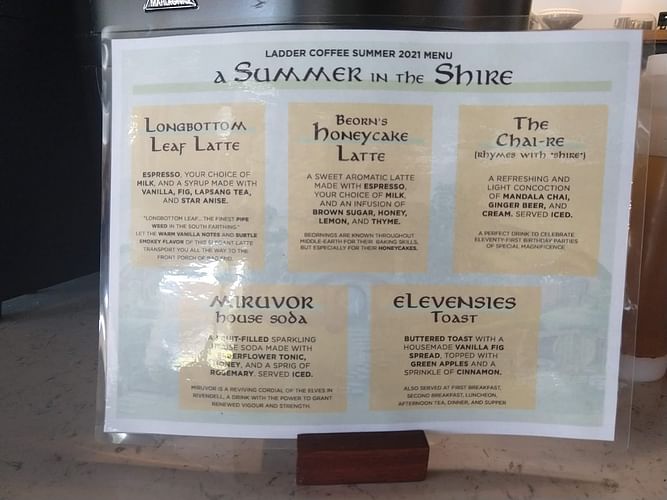 LADDER COFFEE SUMMER 2021 MENU
a Summer in the Shire
Longbottom
Leaf Latte
ESPRESSO, YOUR CHOICE OF
MILK, AND A SYRUP MADE WITH
VANILLA, FIG, LAPSANG TEA,
AND STAR ANISE.
"LONGBOTTOM LEAF... THE FINEST PIPE
WEED IN THE SOUTH FARTHING."
LET THE WARM VANILLA NOTES AND SUBTLE
SMOKEY FLAVOR OF THIS ELEGANT LATTE
TRANSPORT YOU ALL THE WAY TO THE
FRONT PORCH OF BAG END.
Beorn's
Honeycake
Latte
A SWEET AROMATIC LATTE
MADE WITH ESPRESSO,
YOUR CHOICE OF MILK,
AND AN INFUSION OF
BROWN SUGAR, HONEY,
LEMON, AND THYME.
BEORNINGS ARE KNOWN THROUGHOUT
MIDDLE-EARTH FOR THEIR BAKING SKILLS,
BUT ESPECIALLY FOR THEIR HONEYCAKES.
The
Chai-re
(Rhymes with "Shire")
A REFRESHING AND
LIGHT CONCOCTION
OF MANDALA CHAI,
GINGER BEER, AND
CREAM. SERVED ICED.
A PERFECT DRINK TO CELEBRATE
ELEVENTY-FIRST BIRTHDAY PARTIES
OF SPECIAL MAGNIFICENCE
Miruvor
house soda
A FRUIT-FILLED SPARKLING
HOUSE SODA MADE WITH
ELDERFLOWER TONIC,
HONEY, AND A SPRIG OF
ROSEMARY. SERVED ICED.
MIRUVOR IS A REVIVING CORDIAL OF THE ELVES IN
RIVENDELL, A DRINK WITH THE POWER TO GRANT
RENEWED VIGOUR AND STRENGTH.
Elevensies
Toast
BUTTERED TOAST WITH A
HOUSEMADE VANILLA FIG
SPREAD, TOPPED WITH
GREEN APPLES AND A
SPRINKLE OF CINNAMON.
ALSO SERVED AT FIRST BREAKFAST,
SECOND BREAKFAST, LUNCHEON,
AFTERNOON TEA, DINNER, AND SUPPER